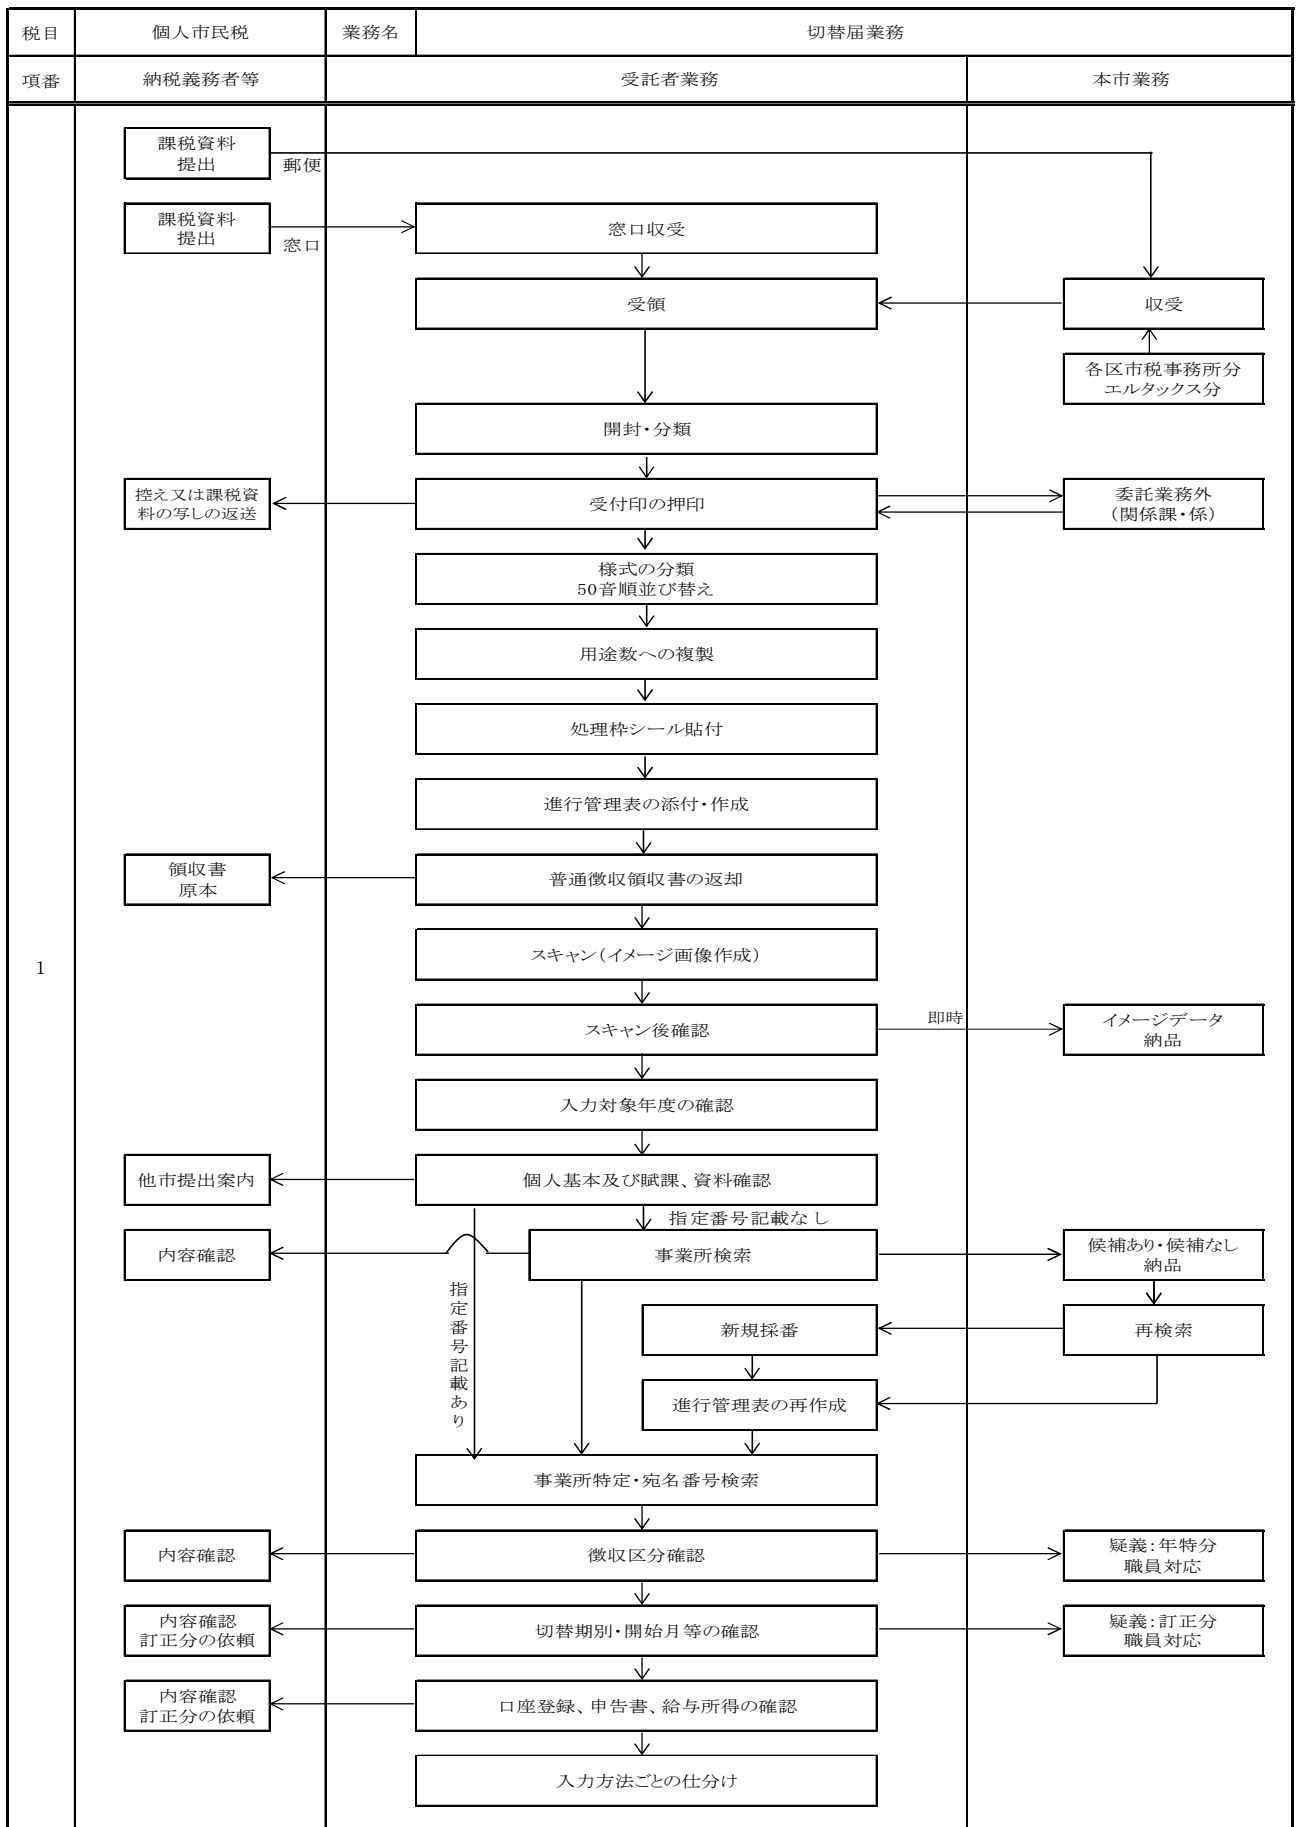 税目
個人市民税
業務名
切替届業務
項番
納税義務者等
受託者業務
本市業務
課税資料
提出
郵便
課税資料
提出
窓口
窓口収受
受領
収受
各区市税事務所分
エルタックス分
開封・分類
控え又は課税資
料の写しの返送
受付印の押印
委託業務外
（関係課・係）
様式の分類
50音順並び替え
用途数への複製
処理枠シール貼付
進行管理表の添付・作成
領収書
原本
普通徴収領収書の返却
スキャン（イメージ画像作成）
1
スキャン後確認
即時
イメージデータ
納品
入力対象年度の確認
他市提出案内
個人基本及び賦課、資料確認
指定番号記載なし
内容確認
事業所検索
候補あり・候補なし
納品
指定番号記載あり
新規採番
再検索
進行管理表の再作成
事業所特定・宛名番号検索
内容確認
徴収区分確認
疑義：年特分
職員対応
内容確認
訂正分の依頼
切替期別・開始月等の確認
疑義：訂正分
職員対応
内容確認
訂正分の依頼
口座登録、申告書、給与所得の確認
入力方法ごとの仕分け